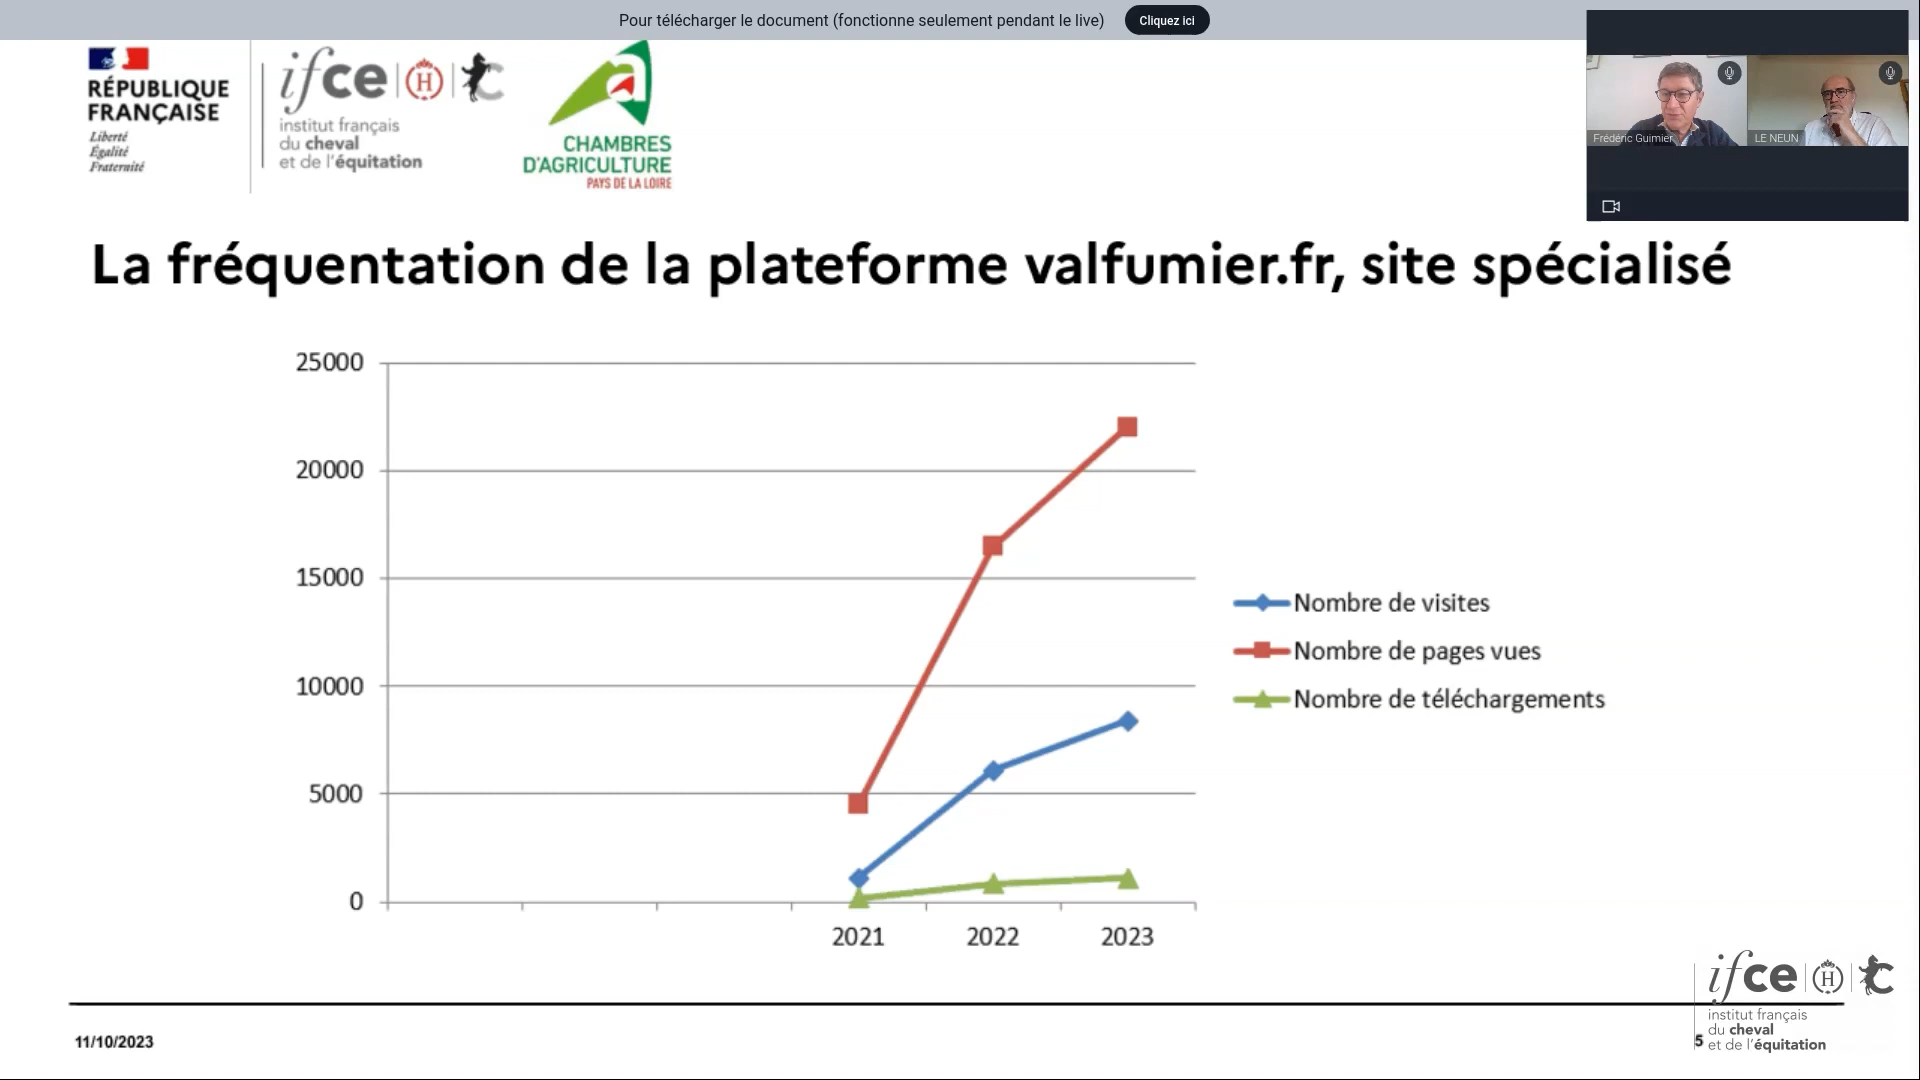 Pour télécharger le document (fonctionne seulement pendant le live)
Cliquez ici
RÉPUBLIQUE
FRANÇAISE
Liberté
Égalité
Fraternité
ifce
H
institut français
du cheval
et de l'équitation
CHAMBRES
D'AGRICULTURE
PAYS DE LA LOIRE
Frédéric Guimier
LE NEUN
La fréquentation de la plateforme valfumier.fr, site spécialisé
25000
20000
15000
10000
5000
0
2021
2022
2023
Nombre de visites
Nombre de pages vues
Nombre de téléchargements
11/10/2023
5
ifce
H
institut français
du cheval
et de l'équitation